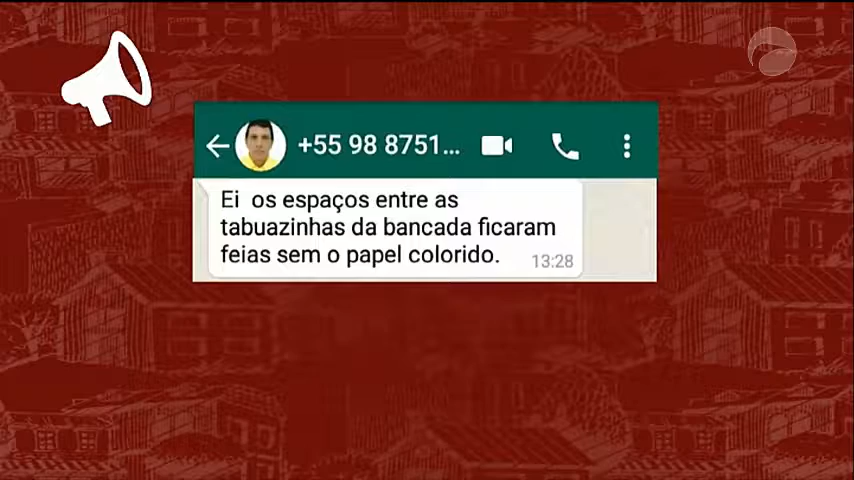 +55 98 8751...
Ei  os espaços entre as
tabuazinhas da bancada ficaram
feias sem o papel colorido.
13:28